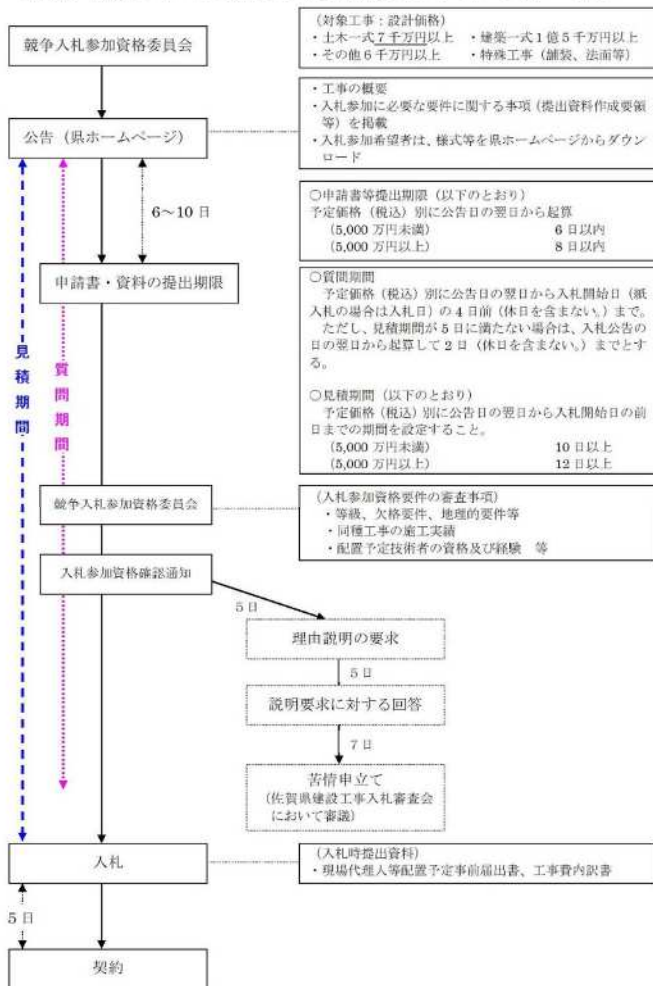 (対象工事：設計価格)
・土木一式７千万円以上　・建築一式１億５千万円以上
・その他６千万円以上　・特殊工事（舗装、法面等）
競争入札参加資格委員会
・工事の概要
・入札参加に必要な要件に関する事項（提出資料作成要領
等）を掲載
・入札参加希望者は、様式等を県ホームページからダウン
ロード
公告（県ホームページ）
6～10 日
○申請書等提出期限（以下のとおり）
予定価格（税込）別に公告日の翌日から起算
(5,000 万円未満)　6 日以内
(5,000 万円以上)　8 日以内
申請書・資料の提出期限
○質問期間
予定価格（税込）別に公告日の翌日から入札開始日（紙
入札の場合は入札日）の 4 日前（休日を含まない。）まで。
ただし、見積期間が 5 日に満たない場合は、入札公告の
日の翌日から起算して 2 日（休日を含まない。）までとす
る。
見積期間
質問期間
○見積期間（以下のとおり）
予定価格（税込）別に公告日の翌日から入札開始日の前
日までの期間を設定すること。
(5,000 万円未満)　10 日以上
(5,000 万円以上)　12 日以上
競争入札参加資格委員会
(入札参加資格要件の審査事項)
・等級、欠格要件、地理的要件等
・同種工事の施工実績
・配置予定技術者の資格及び経験　等
入札参加資格確認通知
5 日
理由説明の要求
5 日
説明要求に対する回答
7 日
苦情申立て
(佐賀県建設工事入札審査会
において審議)
入札
(入札時提出資料)
・現場代理人等配置予定事前届出書、工事費内訳書
5 日
契約